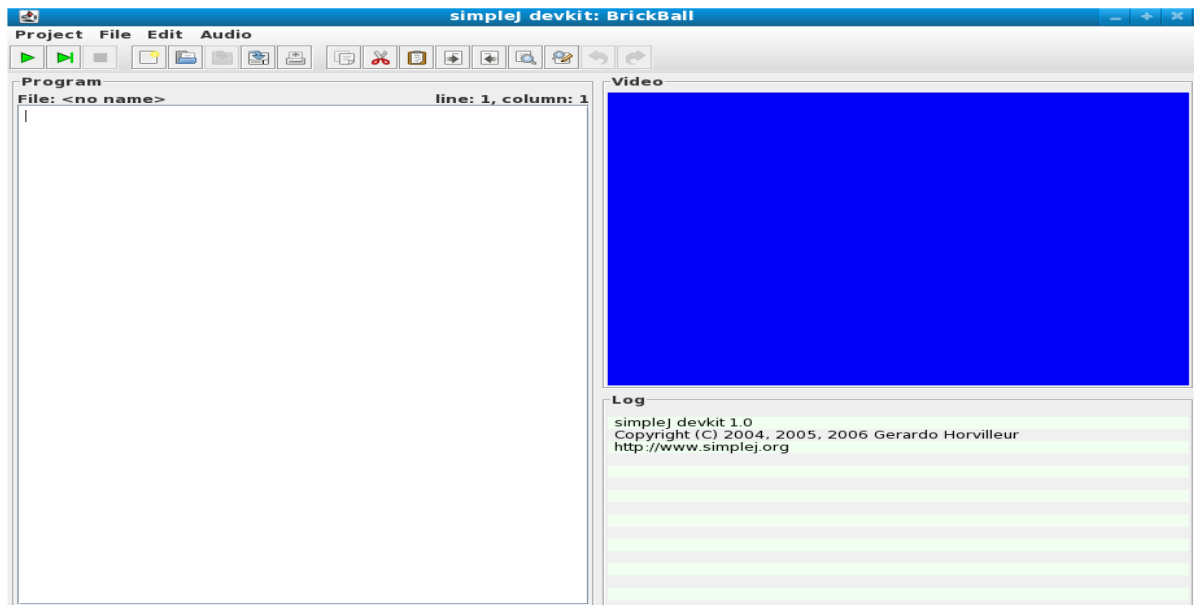 simpleJ devkit: BrickBall
Project File Edit Audio
Program
File: <no name> line: 1, column: 1
Video
Log
simpleJ devkit 1.0
Copyright (C) 2004, 2005, 2006 Gerardo Horvilleur
http://www.simplej.org